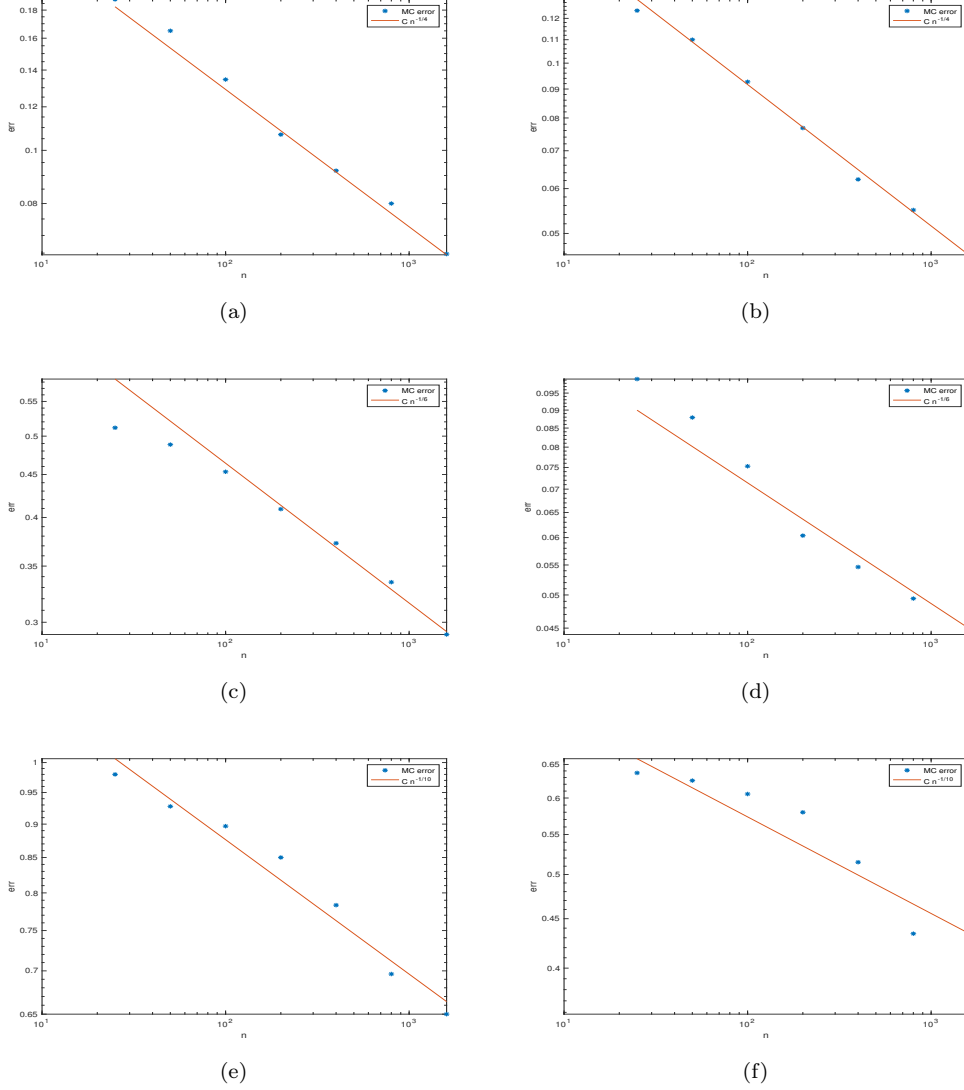 0.18
0.16
0.14
0.12
0.1
0.08
err
10^1
10^2
10^3
n
MC error
C n^{-1/4}
(a)
0.12
0.11
0.1
0.09
0.08
0.07
0.06
0.05
err
10^1
10^2
10^3
n
MC error
C n^{-1/4}
(b)
0.55
0.5
0.45
0.4
0.35
0.3
err
10^1
10^2
10^3
n
MC error
C n^{-1/6}
(c)
0.095
0.09
0.085
0.08
0.075
0.07
0.065
0.06
0.055
0.05
0.045
err
10^1
10^2
10^3
n
MC error
C n^{-1/6}
(d)
1
0.95
0.9
0.85
0.8
0.75
0.7
0.65
err
10^1
10^2
10^3
n
MC error
C n^{-1/10}
(e)
0.65
0.6
0.55
0.5
0.45
0.4
err
10^1
10^2
10^3
n
MC error
C n^{-1/10}
(f)